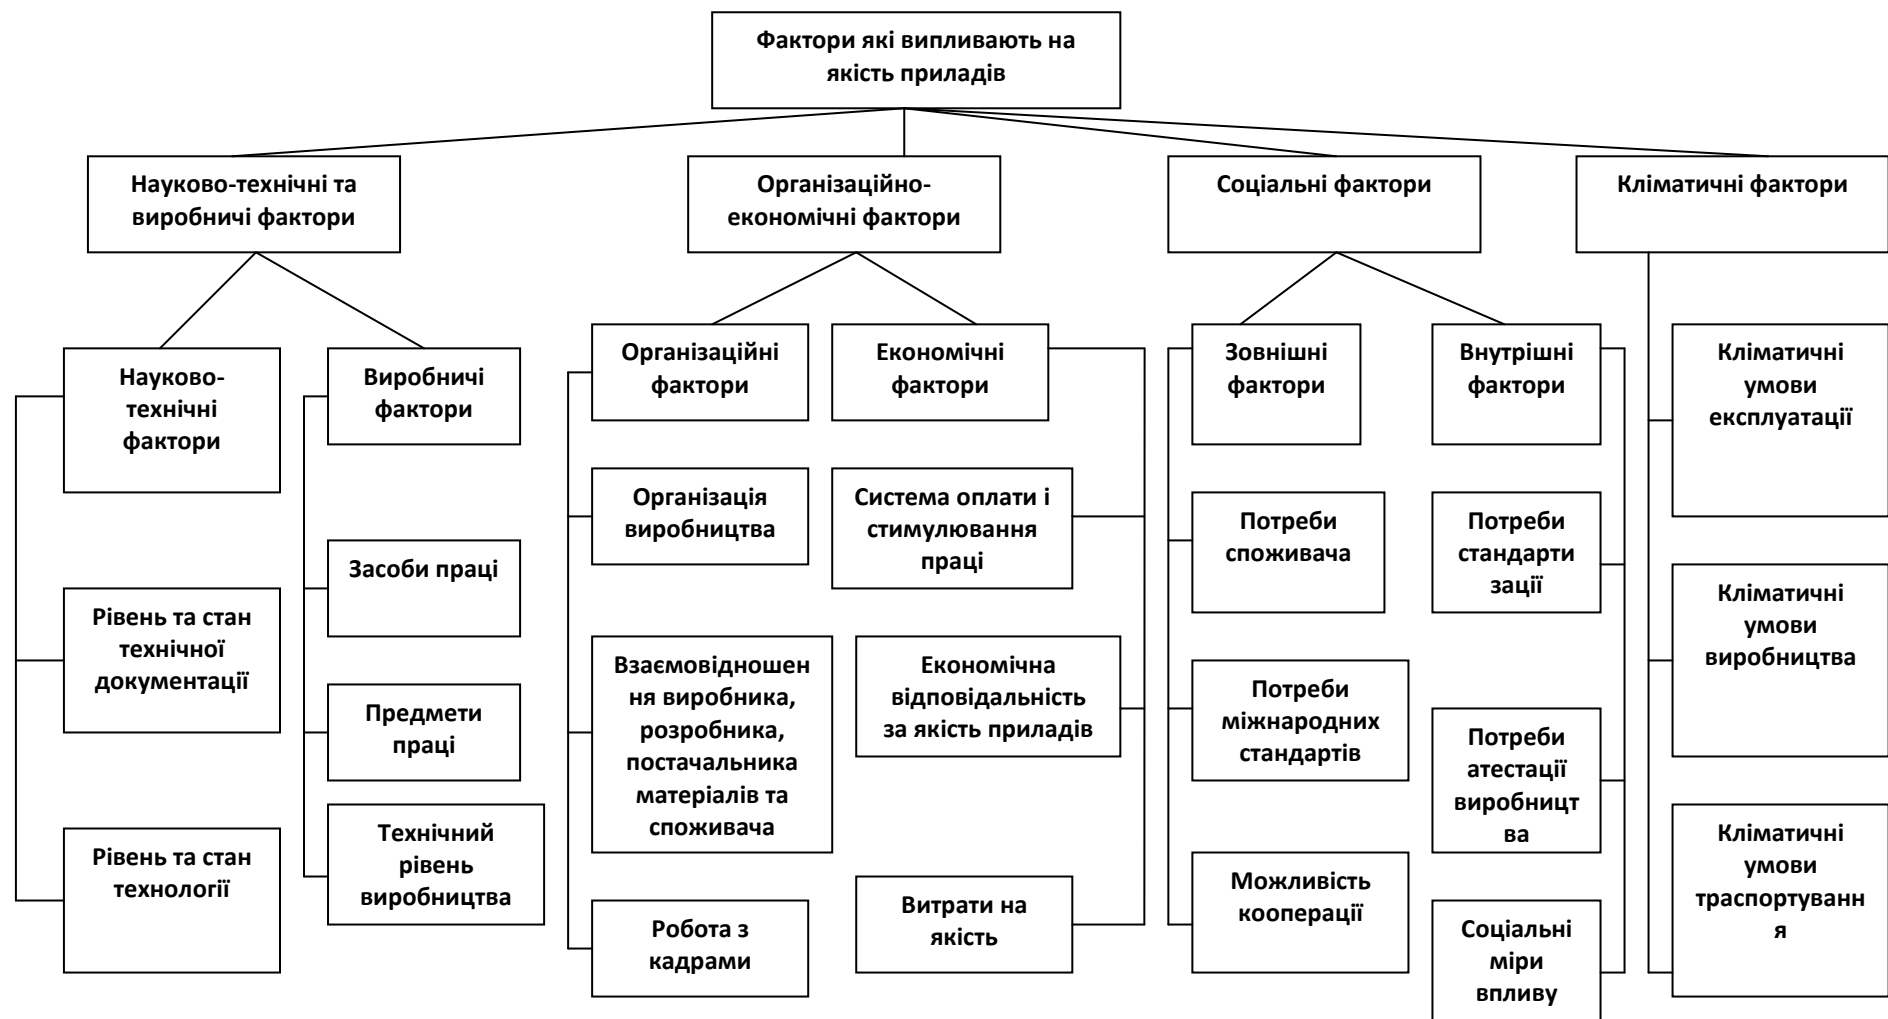 Фактори які випливають на
якість приладів
Науково-технічні та
виробничі фактори
Організаційно-
економічні фактори
Соціальні фактори
Кліматичні фактори
Науково-
технічні
фактори
Виробничі
фактори
Організаційні
фактори
Економічні
фактори
Зовнішні
фактори
Внутрішні
фактори
Кліматичні
умови
експлуатації
Рівень та стан
технічної
документації
Засоби праці
Організація
виробництва
Система оплати і
стимулювання
праці
Потреби
споживача
Потреби
стандарти
зації
Кліматичні
умови
виробництва
Предмети
праці
Взаємовідношен
ня виробника,
розробника,
постачальника
матеріалів та
споживача
Економічна
відповідальність
за якість приладів
Потреби
міжнародних
стандартів
Потреби
атестації
виробницт
ва
Рівень та стан
технології
Технічний
рівень
виробництва
Робота з
кадрами
Витрати на
якість
Можливість
кооперації
Соціальні
міри
впливу
Кліматичні
умови
траспортуванн
я